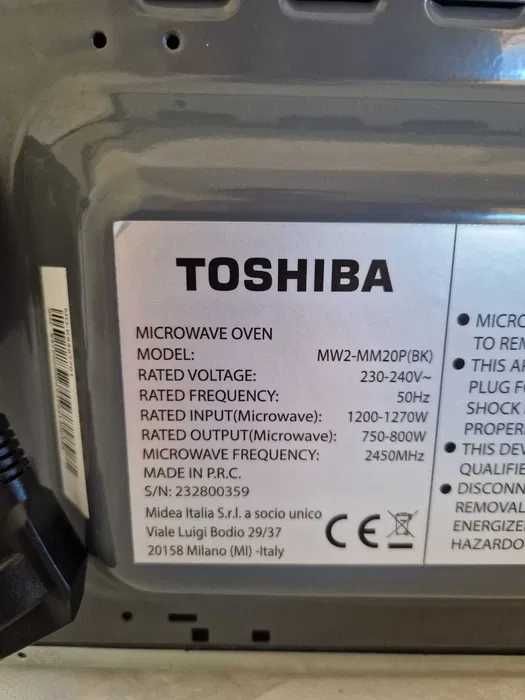 TOSHIBA
MICROWAVE OVEN
MODEL: MW2-MM20P(BK)
RATED VOLTAGE: 230-240V~
RATED FREQUENCY: 50Hz
RATED INPUT(Microwave): 1200-1270W
RATED OUTPUT(Microwave): 750-800W
MICROWAVE FREQUENCY: 2450MHz
MADE IN P.R.C.
S/N: 232800359
Midea Italia S.r.l. a socio unico
Viale Luigi Bodio 29/37
20158 Milano (MI) -Italy
CE
● MICRO
TO REM
● THIS AP
PLUG FO
SHOCK
PROPER
● THIS DEV
QUALIFIE
● DISCONN
REMOVAL
ENERGIZE
HAZARDO